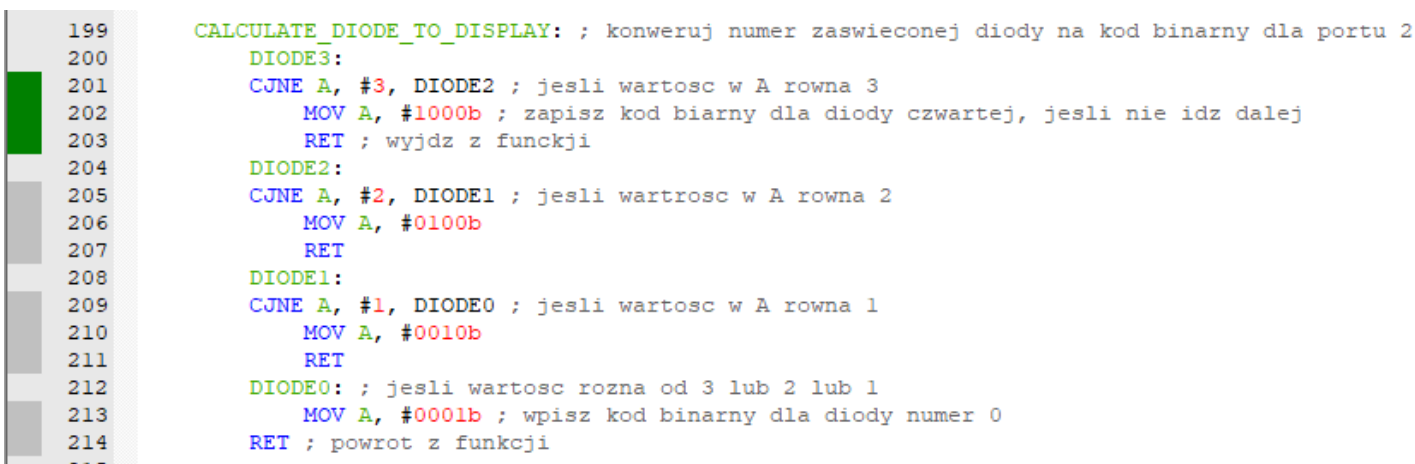 199 CALCULATE_DIODE_TO_DISPLAY: ; konweruj numer zaswieconej diody na kod binarny dla portu 2
200 DIODE3:
201 CJNE A, #3, DIODE2 ; jesli wartosc w A rowna 3
202 MOV A, #1000b ; zapisz kod biarny dla diody czwartej, jesli nie idz dalej
203 RET ; wyjdz z funckji
204 DIODE2:
205 CJNE A, #2, DIODE1 ; jesli wartrosc w A rowna 2
206 MOV A, #0100b
207 RET
208 DIODE1:
209 CJNE A, #1, DIODE0 ; jesli wartosc w A rowna 1
210 MOV A, #0010b
211 RET
212 DIODE0: ; jesli wartosc rozna od 3 lub 2 lub 1
213 MOV A, #0001b ; wpisz kod binarny dla diody numer 0
214 RET ; powrot z funkcji